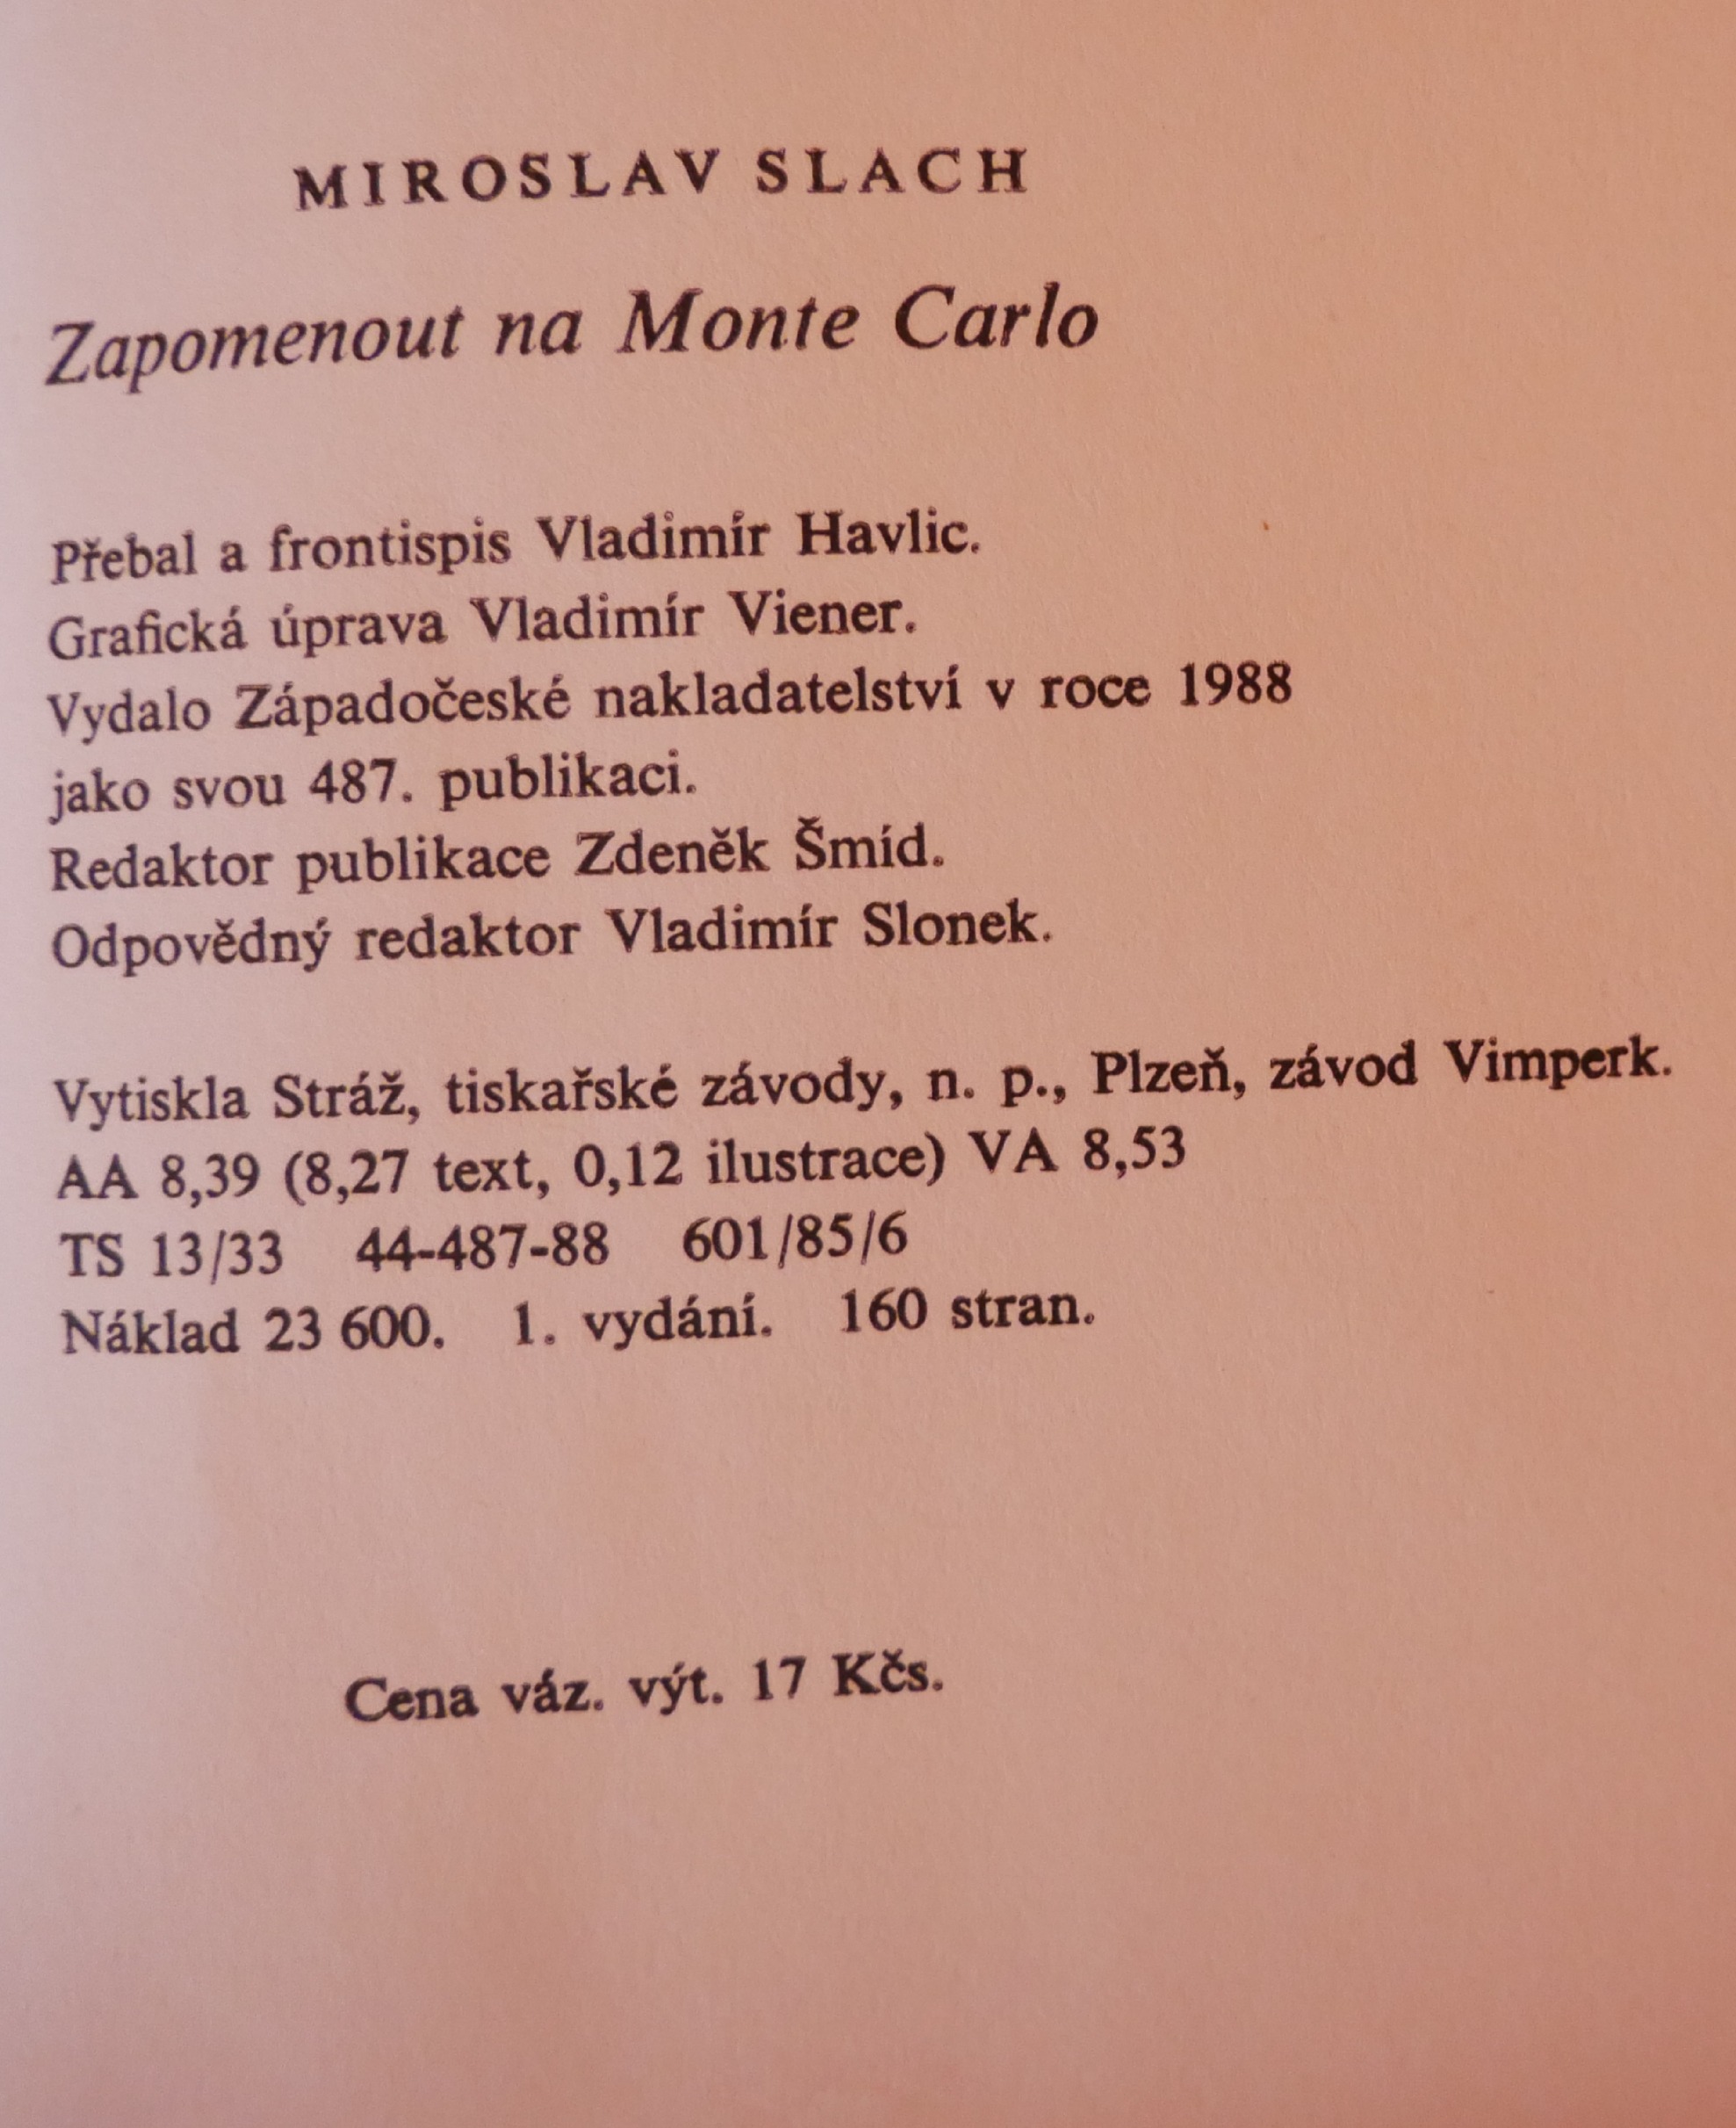 MIROSLAV SLACH
Zapomenout na Monte Carlo
Přebal a frontispis Vladimír Havlic.
Grafická úprava Vladimír Viener.
Vydalo Západočeské nakladatelství v roce 1988
jako svou 487. publikaci.
Redaktor publikace Zdeněk Šmíd.
Odpovědný redaktor Vladimír Slonek.
Vytiskla Stráž, tiskařské závody, n. p., Plzeň, závod Vimperk.
AA 8,39 (8,27 text, 0,12 ilustrace) VA 8,53
TS 13/33 44-487-88 601/85/6
Náklad 23 600. 1. vydání. 160 stran.
Cena váz. výt. 17 Kčs.